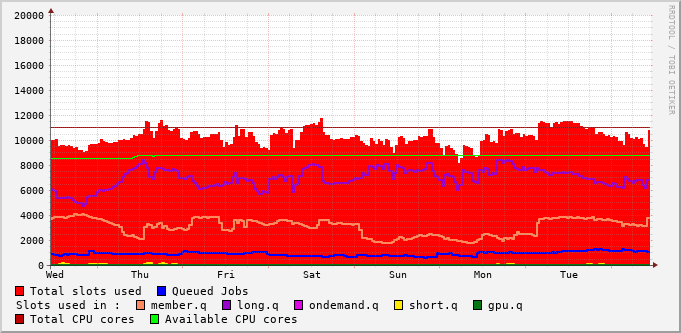 20000
18000
16000
14000
12000
10000
8000
6000
4000
2000
0
Wed Thu Fri Sat Sun Mon Tue
Total slots used Queued Jobs
Slots used in : member.q long.q ondemand.q short.q gpu.q
Total CPU cores Available CPU cores
RRDTOOL / TOBI OETIKER